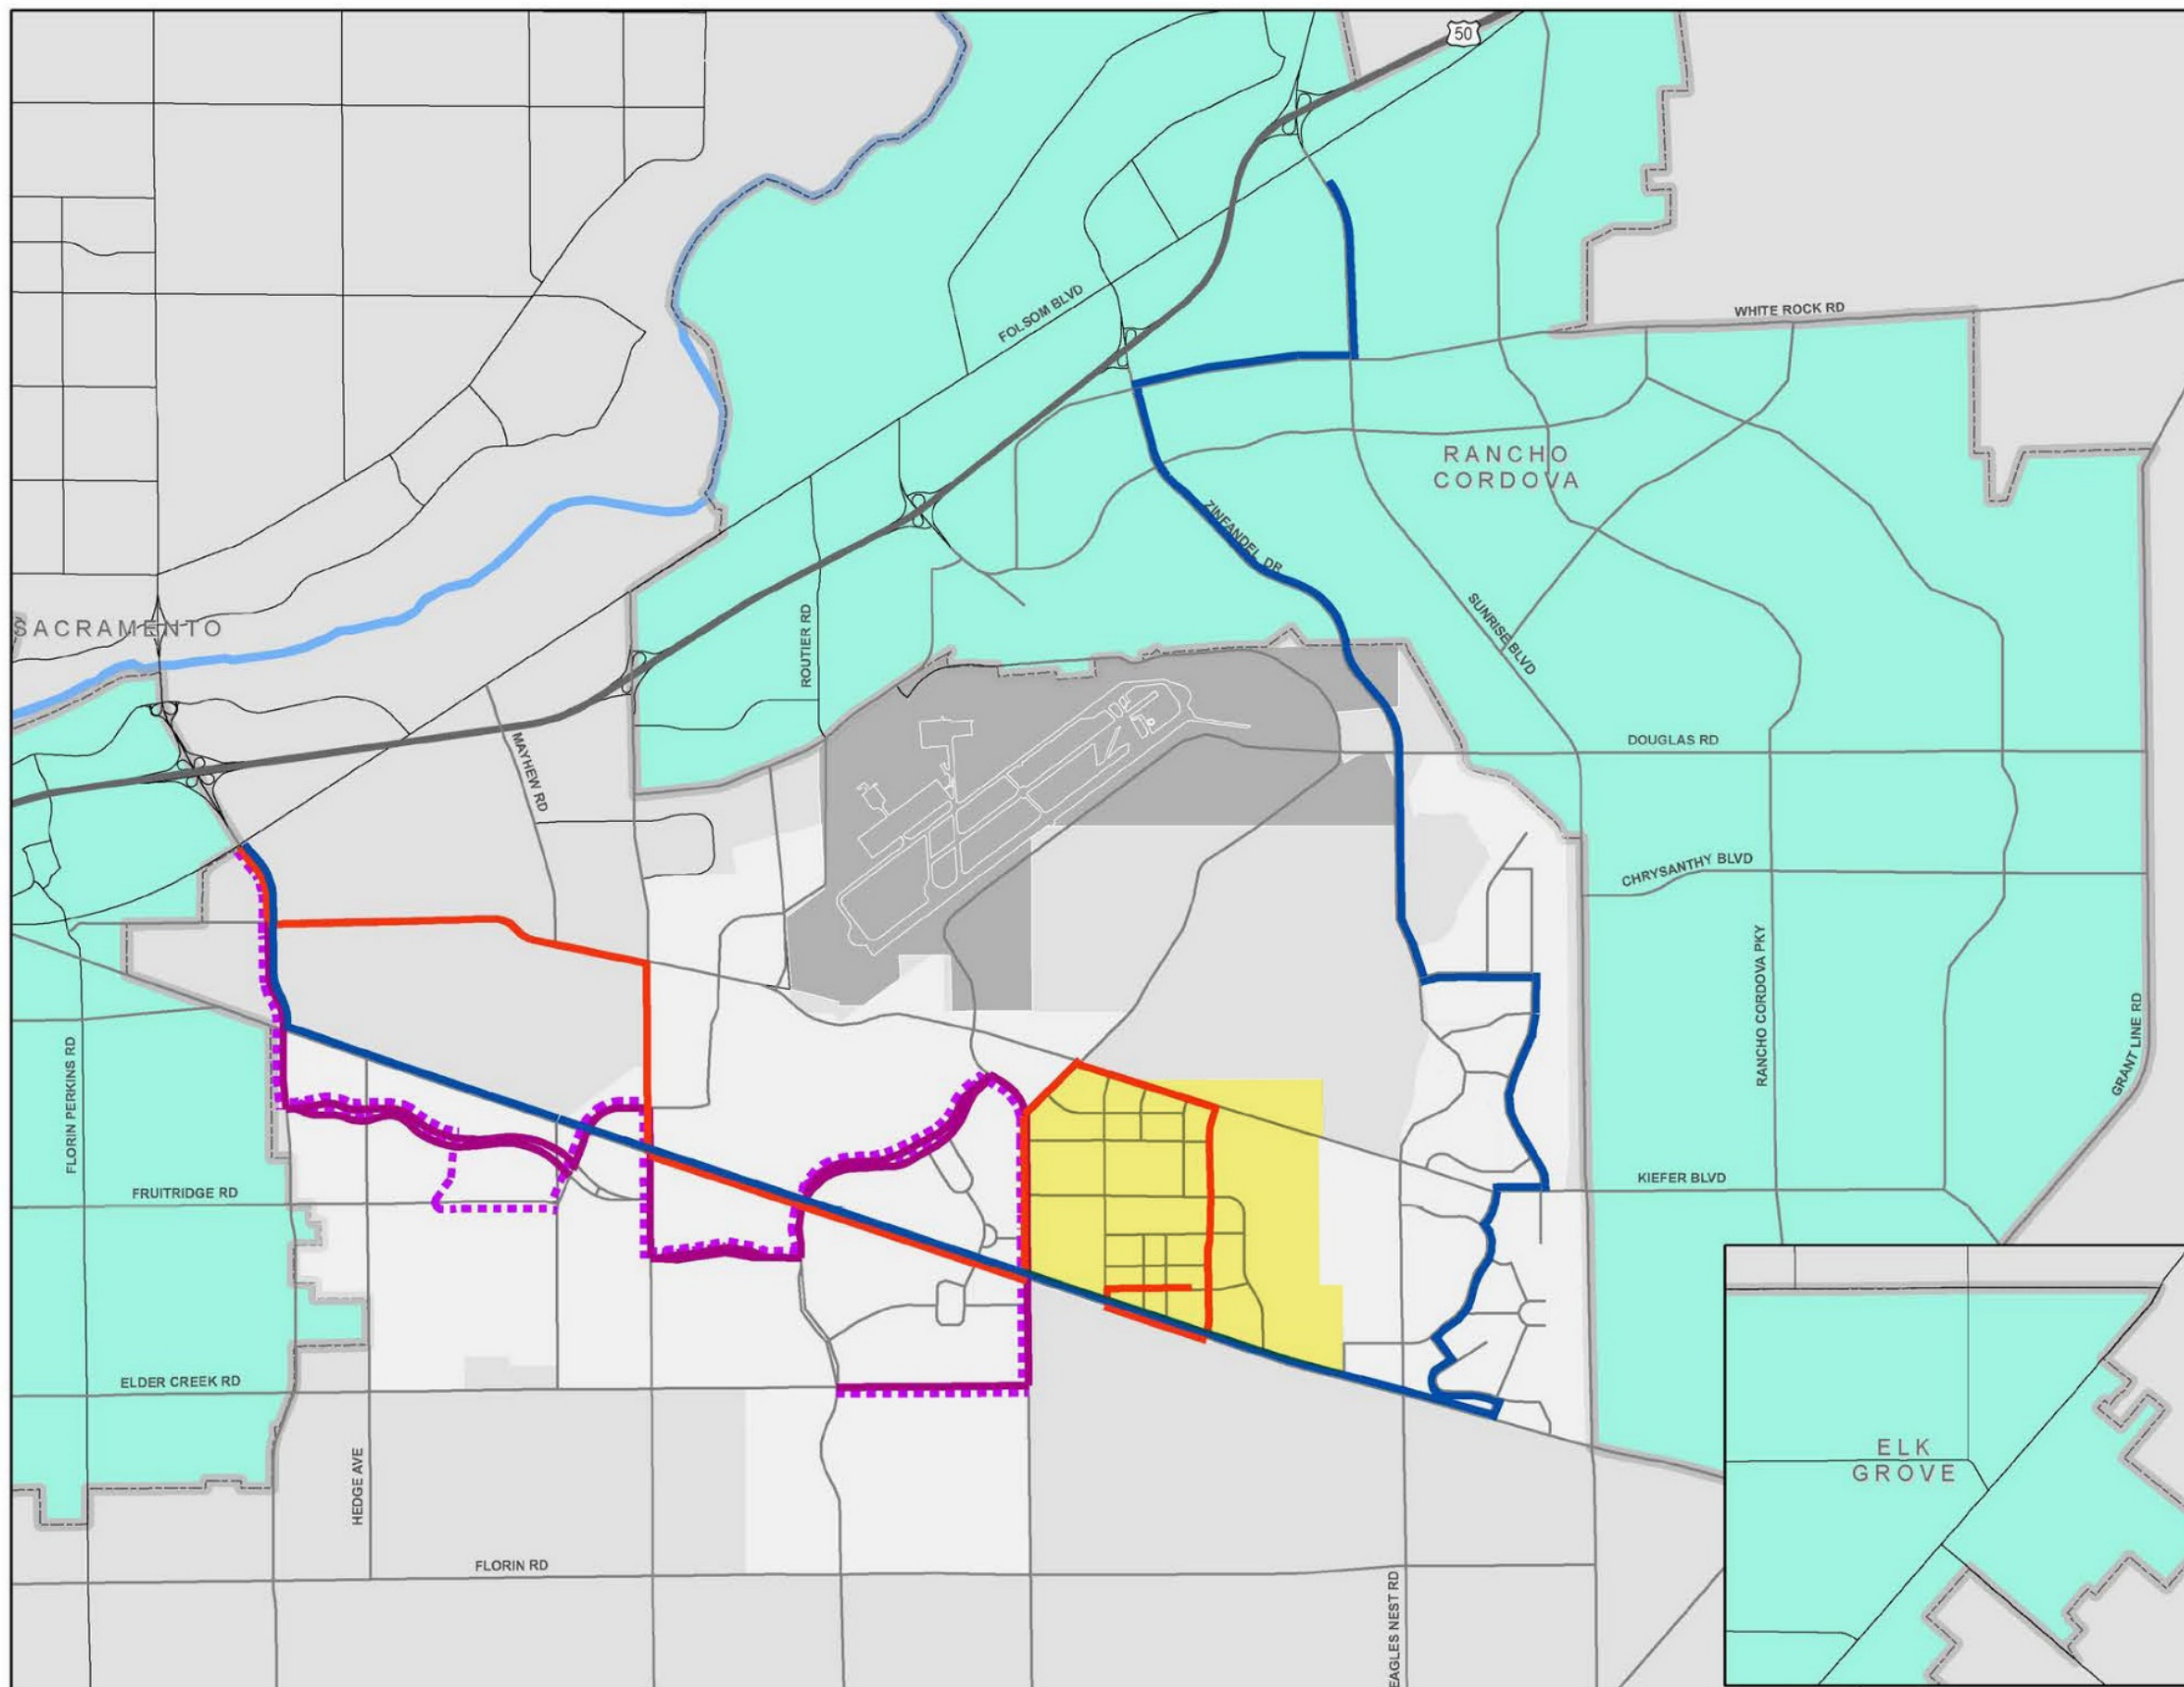 50
WHITE ROCK RD
FOLSOM BLVD
RANCHO
CORDOVA
ZINFANDEL DR
SACRAMENTO
ROUTIER RD
SUNRISE BLVD
MAYHEW RD
DOUGLAS RD
CHRYSANTHY BLVD
RANCHO CORDOVA PKY
GRANT LINE RD
FLORIN PERKINS RD
KIEFER BLVD
FRUITRIDGE RD
ELDER CREEK RD
HEDGE AVE
ELK
GROVE
FLORIN RD
EAGLES NEST RD